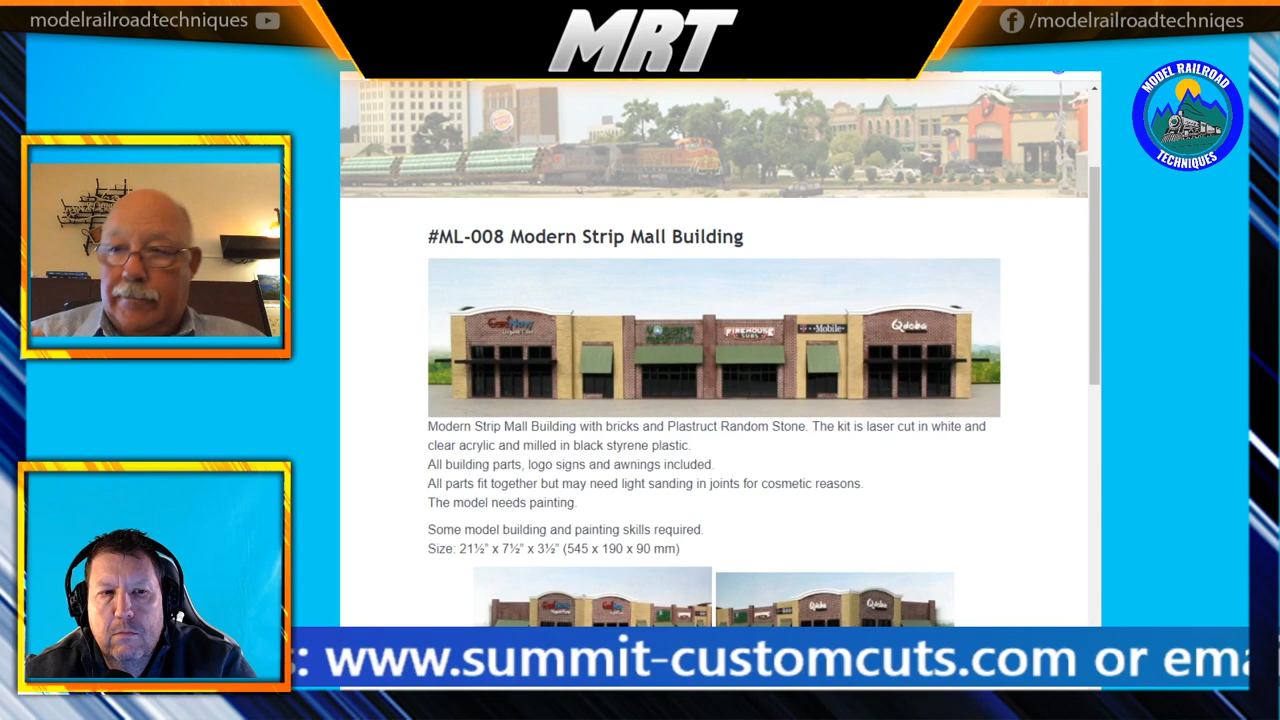 modelrailroadtechniques
MRT
/modelrailroadtechniqes
MODEL RAILROAD
TECHNIQUES
#ML-008 Modern Strip Mall Building
FIREHOUSE
SUBS
Mobile
Qdoba
Modern Strip Mall Building with bricks and Plastruct Random Stone. The kit is laser cut in white and
clear acrylic and milled in black styrene plastic.
All building parts, logo signs and awnings included.
All parts fit together but may need light sanding in joints for cosmetic reasons.
The model needs painting.
Some model building and painting skills required.
Size: 21½” x 7½” x 3½” (545 x 190 x 90 mm)
Qdoba
Qdoba
: www.summit-customcuts.com or ema